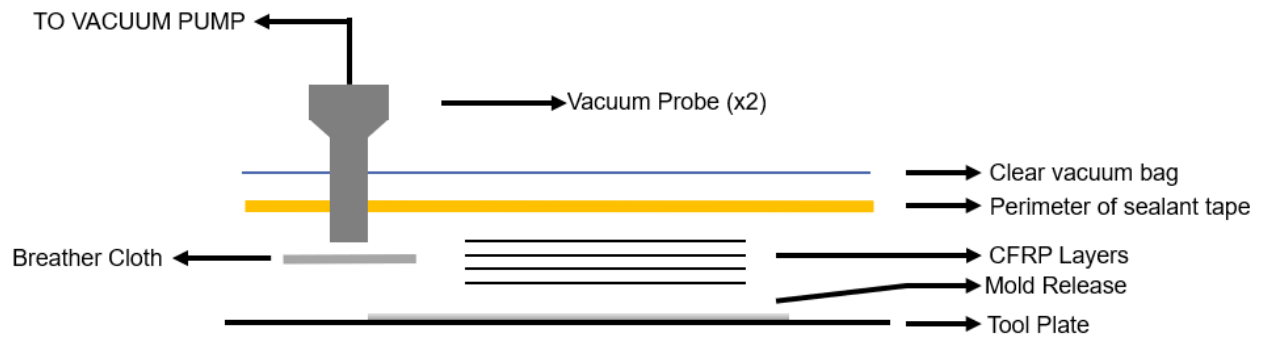 TO VACUUM PUMP
Vacuum Probe (x2)
Clear vacuum bag
Perimeter of sealant tape
Breather Cloth
CFRP Layers
Mold Release
Tool Plate